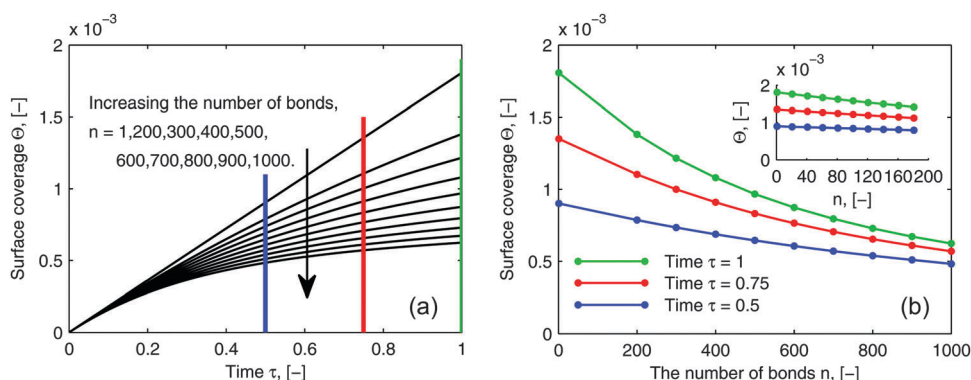 x 10⁻³
2
1.5
1
0.5
0
0
0.2
0.4
0.6
0.8
1
Surface coverage Θ, [–]
Time τ, [–]
Increasing the number of bonds,
n = 1,200,300,400,500,
600,700,800,900,1000.
(a)
x 10⁻³
2
1.5
1
0.5
0
0
200
400
600
800
1000
Surface coverage Θ, [–]
The number of bonds n, [–]
Time τ = 1
Time τ = 0.75
Time τ = 0.5
(b)
x 10⁻³
2
1
0
Θ, [–]
0 40 80 120 160 200
n, [–]